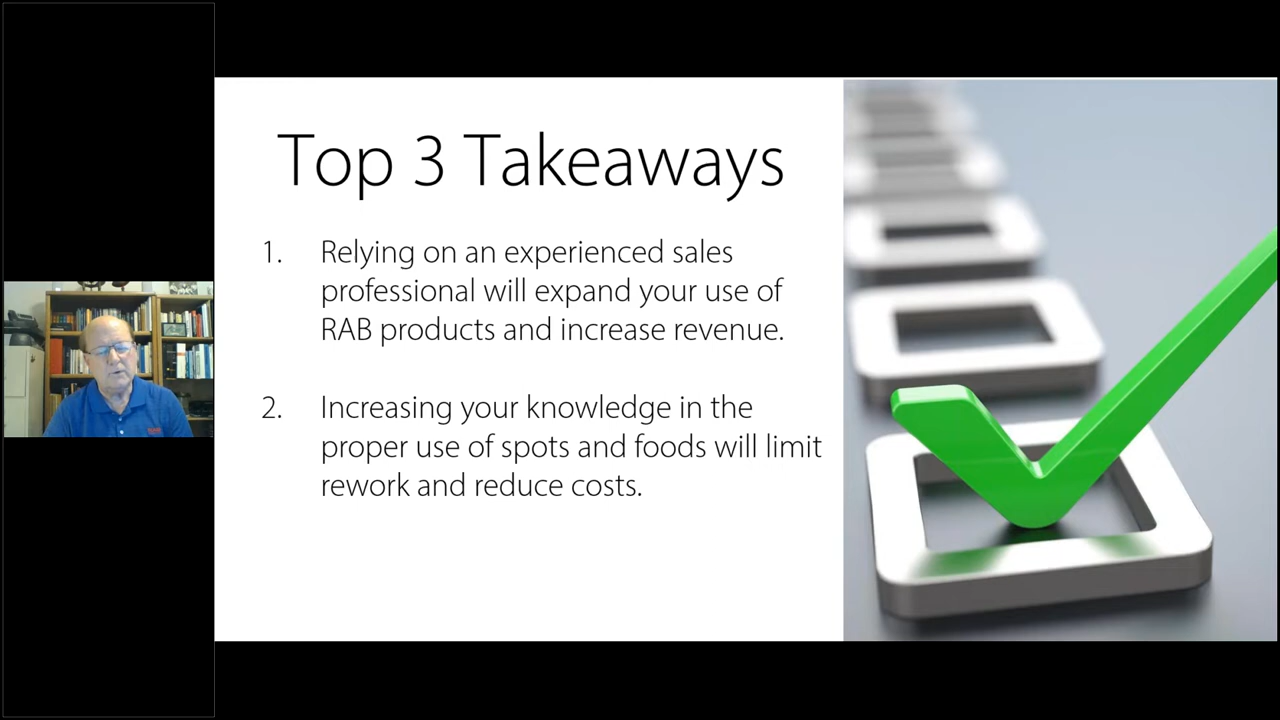 Top 3 Takeaways
1. Relying on an experienced sales
professional will expand your use of
RAB products and increase revenue.
2. Increasing your knowledge in the
proper use of spots and foods will limit
rework and reduce costs.